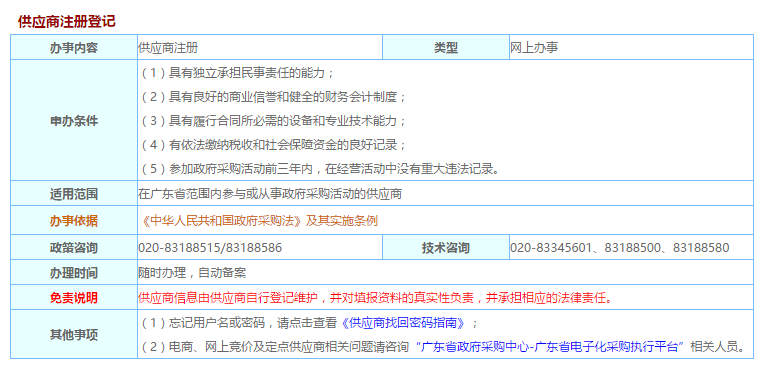 供应商注册登记
办事内容 供应商注册 类型 网上办事
申办条件
（1）具有独立承担民事责任的能力；
（2）具有良好的商业信誉和健全的财务会计制度；
（3）具有履行合同所必需的设备和专业技术能力；
（4）有依法缴纳税收和社会保障资金的良好记录；
（5）参加政府采购活动前三年内，在经营活动中没有重大违法记录。
适用范围 在广东省范围内参与或从事政府采购活动的供应商
办事依据 《中华人民共和国政府采购法》及其实施条例
政策咨询 020-83188515/83188586 技术咨询 020-83345601、83188500、83188580
办理时间 随时办理，自动备案
免责说明 供应商信息由供应商自行登记维护，并对填报资料的真实性负责，并承担相应的法律责任。
其他事项
（1）忘记用户名或密码，请点击查看《供应商找回密码指南》；
（2）电商、网上竞价及定点供应商相关问题请咨询“广东省政府采购中心-广东省电子化采购执行平台”相关人员。